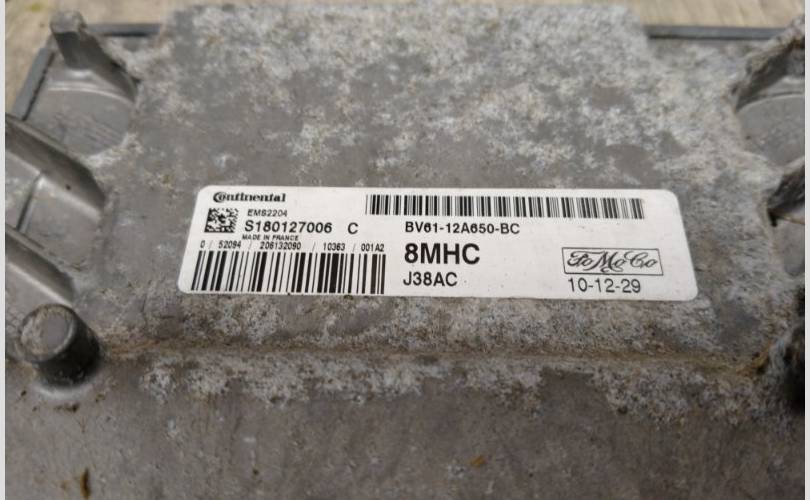 Continental
EMS2204
S180127006 C
MADE IN FRANCE
0 / 52094 / 206132090 / 10363 / 001A2
BV61-12A650-BC
8MHC
J38AC
FoMoCo
10-12-29